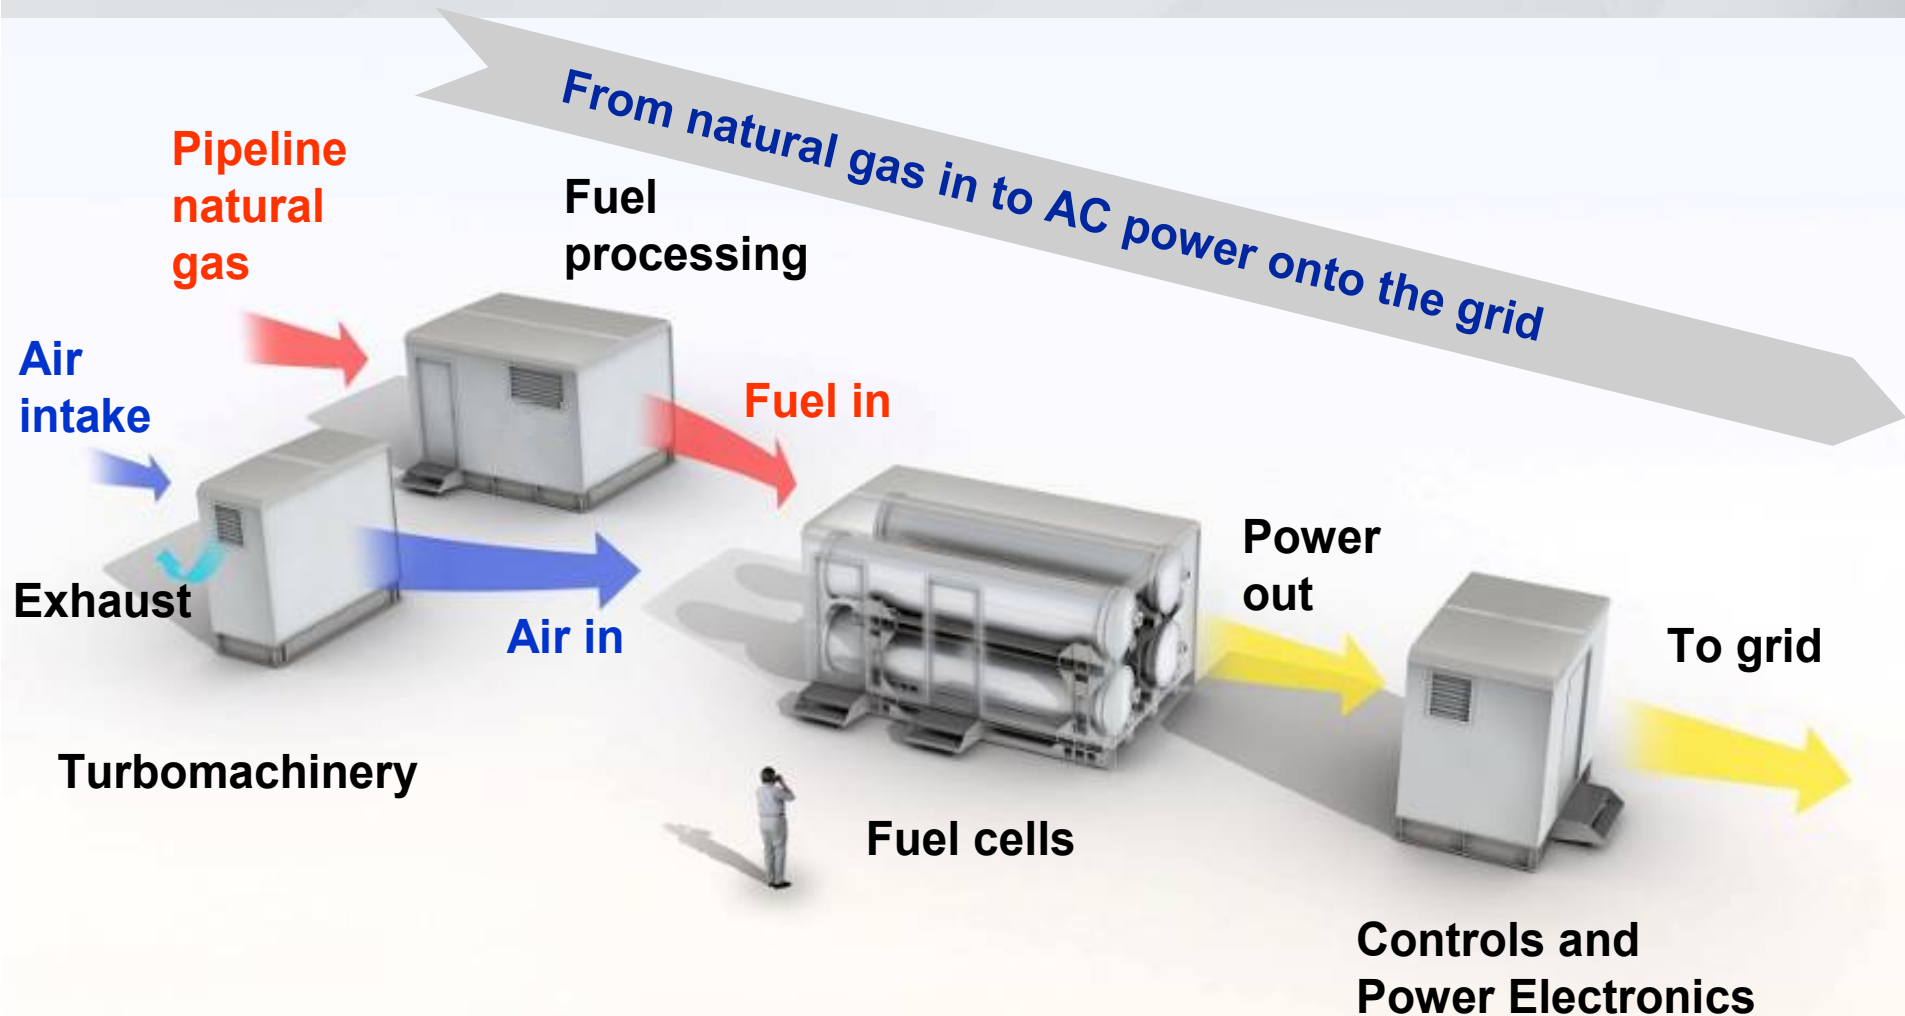 From natural gas in to AC power onto the grid
Pipeline
natural
gas
Fuel
processing
Air
intake
Fuel in
Exhaust
Air in
Power
out
To grid
Turbomachinery
Fuel cells
Controls and
Power Electronics